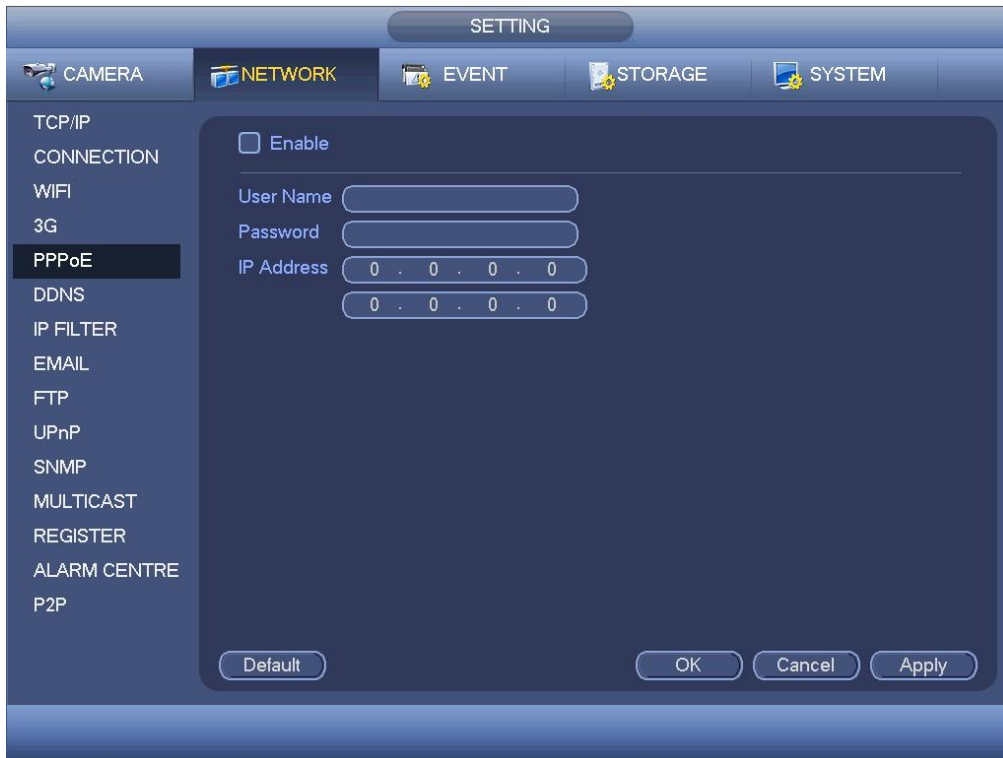 SETTING
CAMERA NETWORK EVENT STORAGE SYSTEM
TCP/IP
CONNECTION
WIFI
3G
PPPoE
DDNS
IP FILTER
EMAIL
FTP
UPnP
SNMP
MULTICAST
REGISTER
ALARM CENTRE
P2P
Enable
User Name
Password
IP Address 0 . 0 . 0 . 0
0 . 0 . 0 . 0
Default OK Cancel Apply